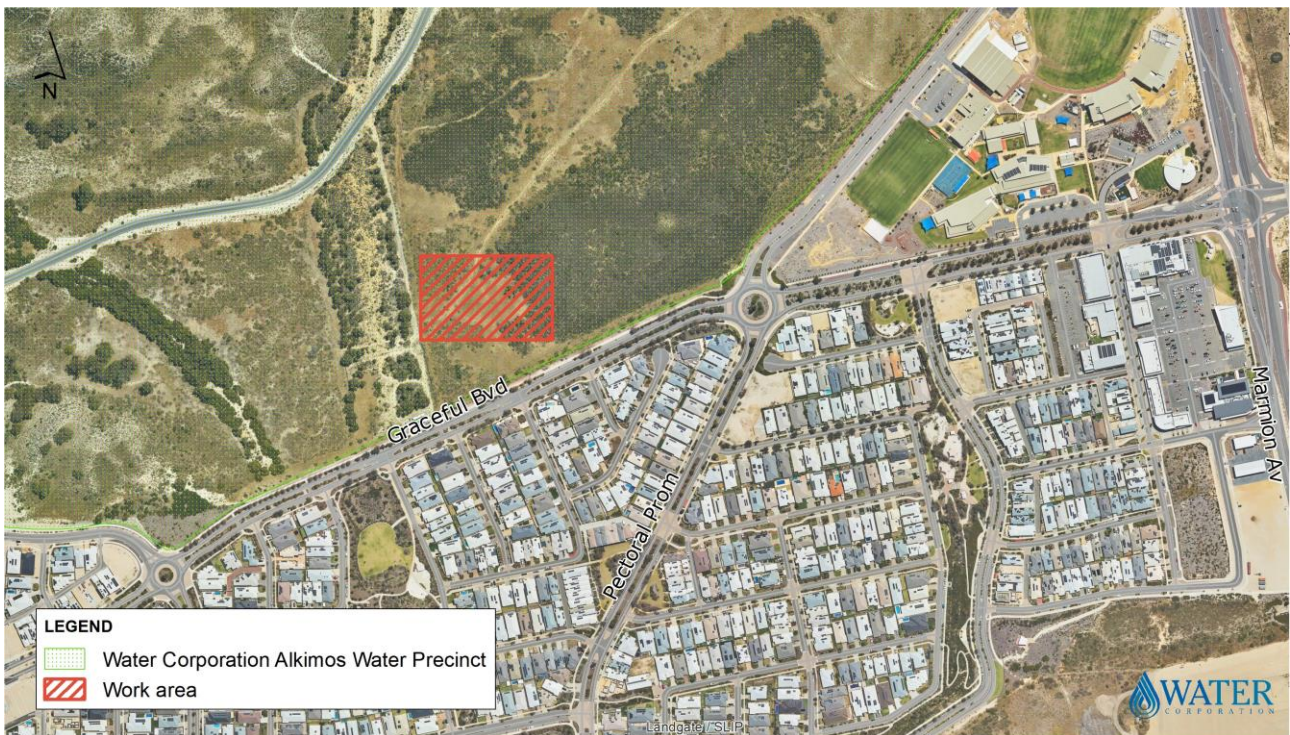 N
Graceful Bvd
Pectoral Prom
Marmion Av
LEGEND
Water Corporation Alkimos Water Precinct
Work area
Landgate / SLIP
WATER
CORPORATION